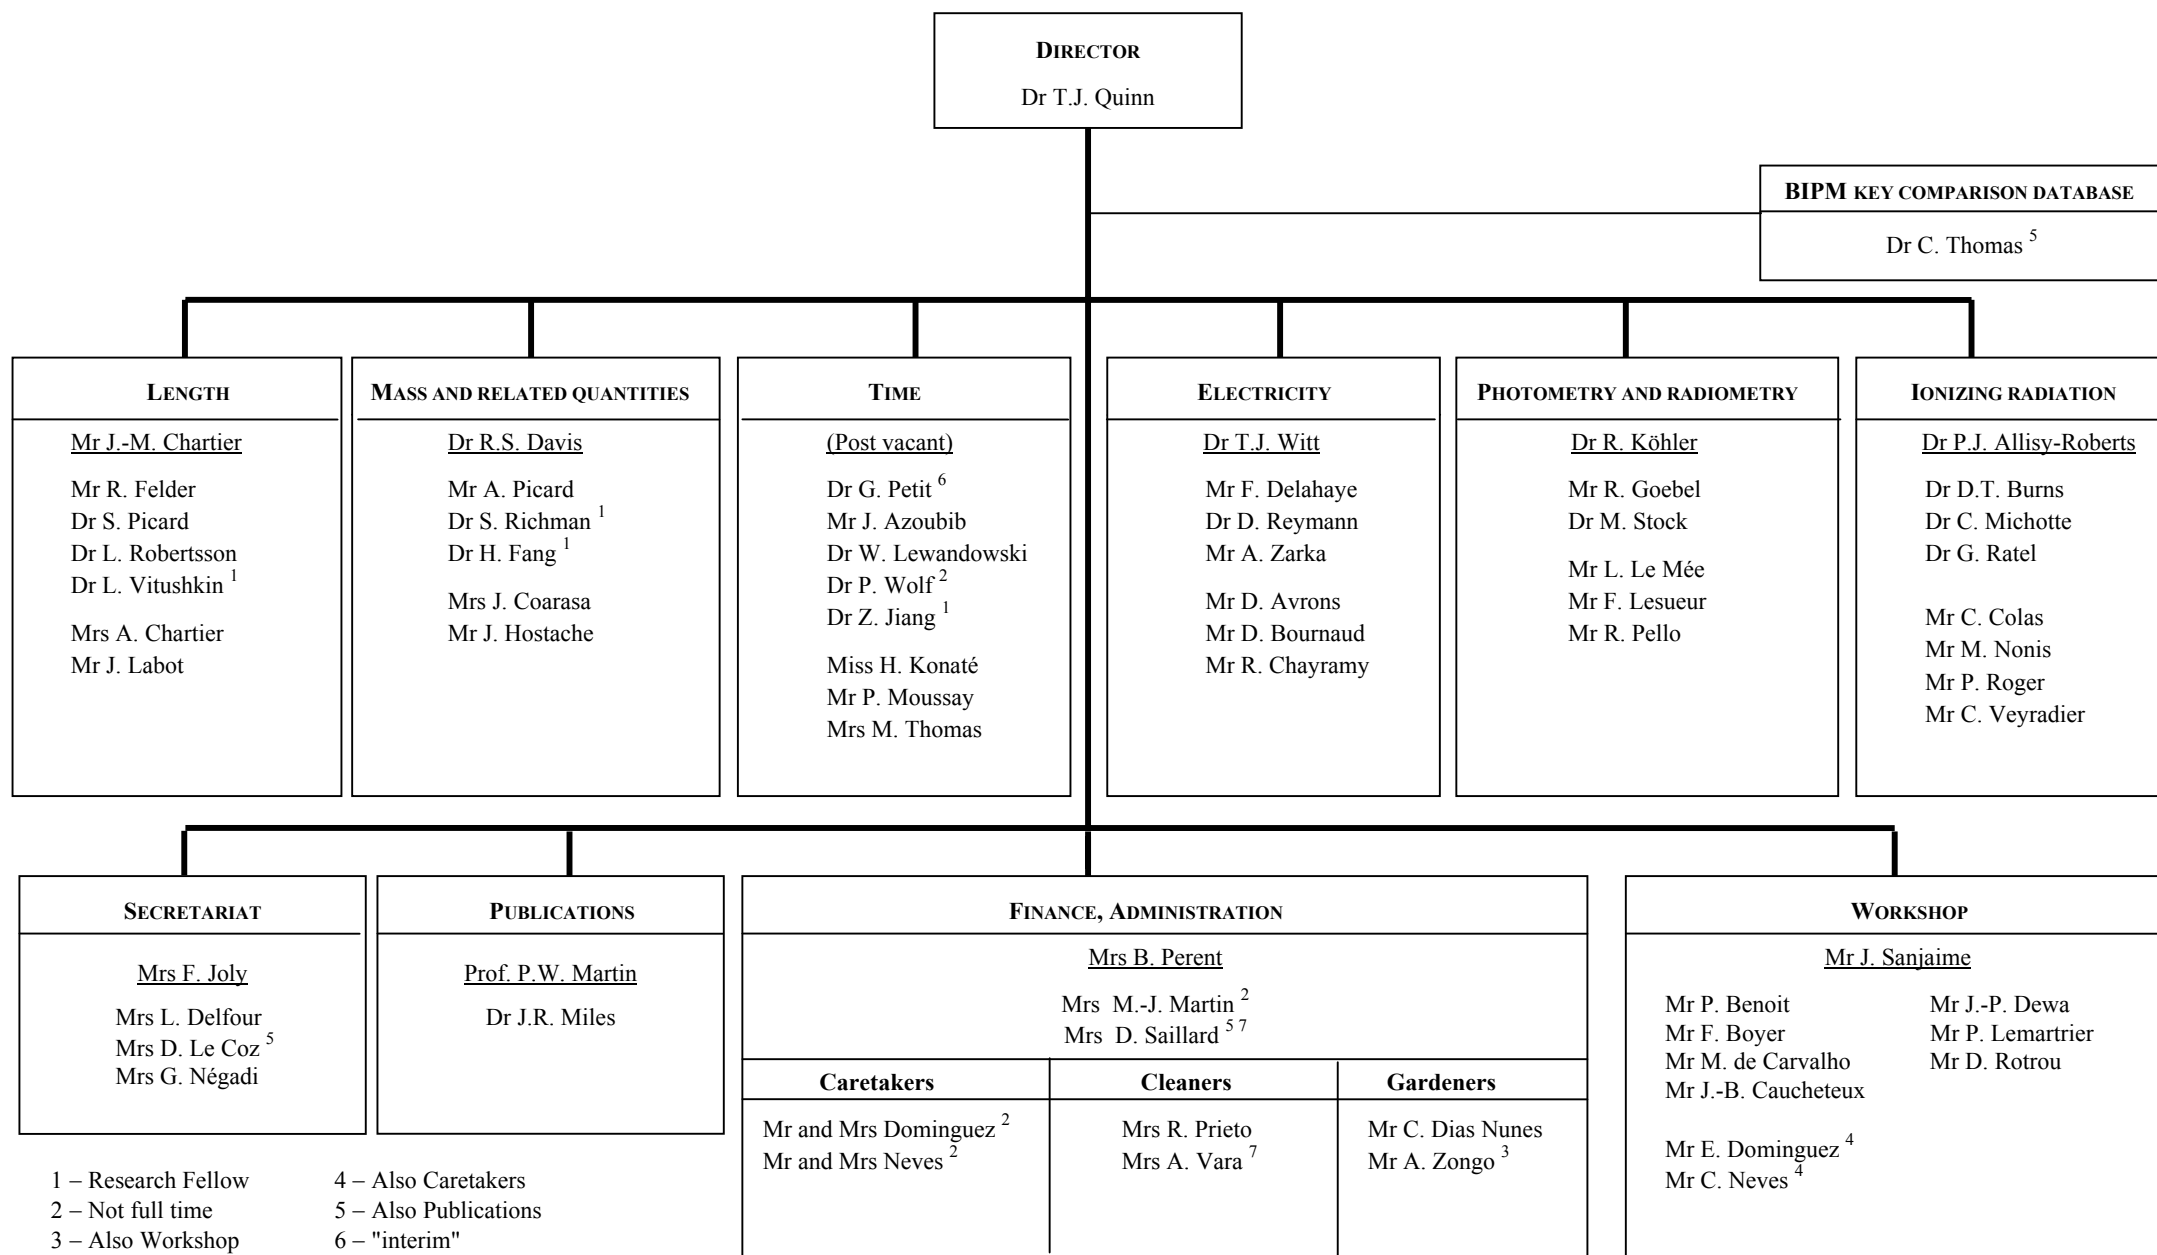 DIRECTOR
Dr T.J. Quinn
BIPM KEY COMPARISON DATABASE
Dr C. Thomas 5
LENGTH
Mr J.-M. Chartier
Mr R. Felder
Dr S. Picard
Dr L. Robertsson
Dr L. Vitushkin 1
Mrs A. Chartier
Mr J. Labot
MASS AND RELATED QUANTITIES
Dr R.S. Davis
Mr A. Picard
Dr S. Richman 1
Dr H. Fang 1
Mrs J. Coarasa
Mr J. Hostache
TIME
(Post vacant)
Dr G. Petit 6
Mr J. Azoubib
Dr W. Lewandowski
Dr P. Wolf 2
Dr Z. Jiang 1
Miss H. Konaté
Mr P. Moussay
Mrs M. Thomas
ELECTRICITY
Dr T.J. Witt
Mr F. Delahaye
Dr D. Reymann
Mr A. Zarka
Mr D. Avrons
Mr D. Bournaud
Mr R. Chayramy
PHOTOMETRY AND RADIOMETRY
Dr R. Köhler
Mr R. Goebel
Dr M. Stock
Mr L. Le Mée
Mr F. Lesueur
Mr R. Pello
IONIZING RADIATION
Dr P.J. Allisy-Roberts
Dr D.T. Burns
Dr C. Michotte
Dr G. Ratel
Mr C. Colas
Mr M. Nonis
Mr P. Roger
Mr C. Veyradier
SECRETARIAT
Mrs F. Joly
Mrs L. Delfour
Mrs D. Le Coz 5
Mrs G. Négadi
PUBLICATIONS
Prof. P.W. Martin
Dr J.R. Miles
FINANCE, ADMINISTRATION
Mrs B. Perent
Mrs M.-J. Martin 2
Mrs D. Saillard 5 7
Caretakers
Mr and Mrs Dominguez 2
Mr and Mrs Neves 2
Cleaners
Mrs R. Prieto
Mrs A. Vara 7
Gardeners
Mr C. Dias Nunes
Mr A. Zongo 3
WORKSHOP
Mr J. Sanjaime
Mr P. Benoit
Mr F. Boyer
Mr M. de Carvalho
Mr J.-B. Caucheteux
Mr J.-P. Dewa
Mr P. Lemartrier
Mr D. Rotrou
Mr E. Dominguez 4
Mr C. Neves 4
1 – Research Fellow
2 – Not full time
3 – Also Workshop
4 – Also Caretakers
5 – Also Publications
6 – "interim"